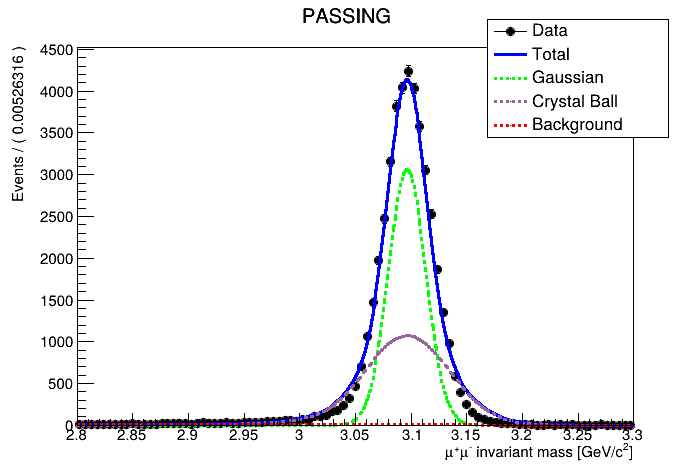 PASSING
Data
Total
Gaussian
Crystal Ball
Background
Events / ( 0.00526316 )
4500
4000
3500
3000
2500
2000
1500
1000
500
0
2.8 2.85 2.9 2.95 3 3.05 3.1 3.15 3.2 3.25 3.3
μ⁺μ⁻ invariant mass [GeV/c²]